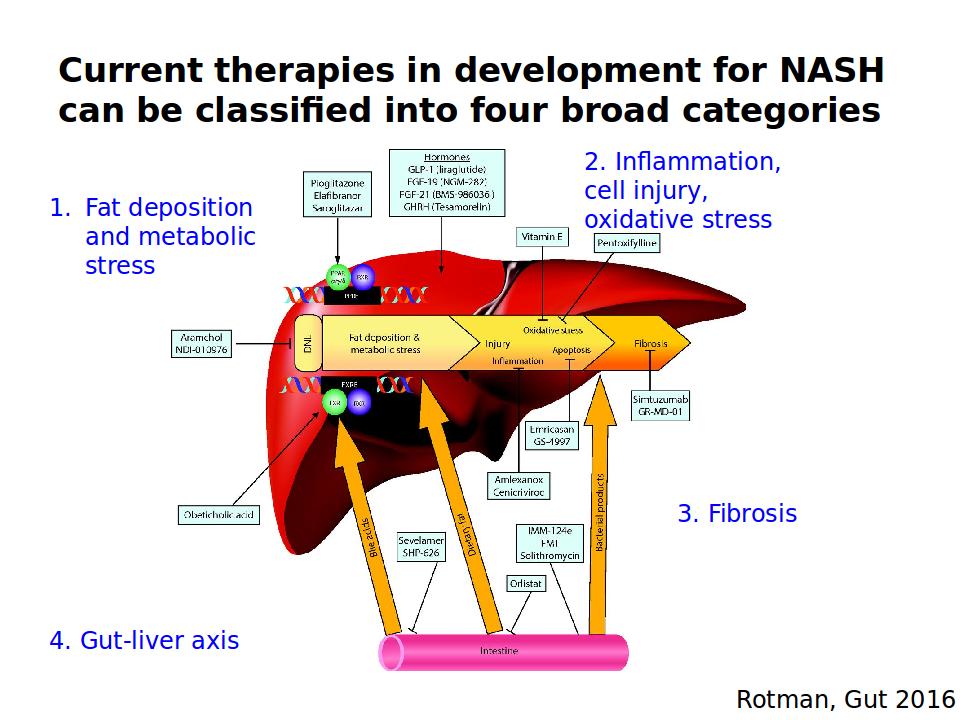 Current therapies in development for NASH
can be classified into four broad categories
1. Fat deposition
and metabolic
stress
Pioglitazone
Elafibranor
Saroglitazar
Hormones
GLP-1 (liraglutide)
FGF-19 (NGM-282)
FGF-21 (BMS-986036)
GHRH (Tesamorelin)
2. Inflammation,
cell injury,
oxidative stress
Vitamin E
Pentoxifylline
PPAR
α/γ/δ
RXR
PPRE
Aramchol
NDI-010976
DNL
Fat deposition &
metabolic stress
Injury
Oxidative stress
Apoptosis
Inflammation
Fibrosis
FXRE
FXR
RXR
Simtuzumab
GR-MD-01
Emricasan
GS-4997
Amlexanox
Cenicriviroc
Obeticholic acid
Bile acids
Dietary fat
Bacterial products
3. Fibrosis
Sevelamer
SHP-626
IMM-124e
FMT
Solithromycin
Orlistat
4. Gut-liver axis
Intestine
Rotman, Gut 2016